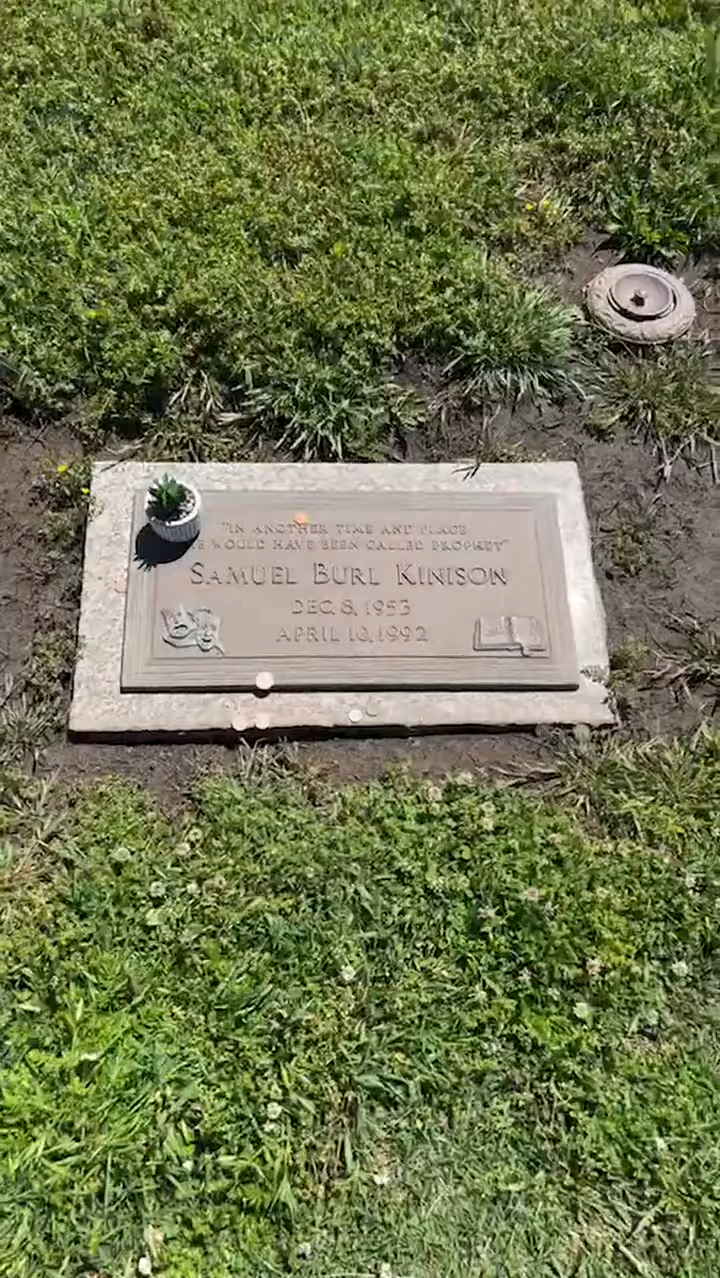 "IN ANOTHER TIME AND PLACE
HE WOULD HAVE BEEN CALLED PROPHET"
SAMUEL BURL KINISON
DEC. 8, 1953
APRIL 10, 1992